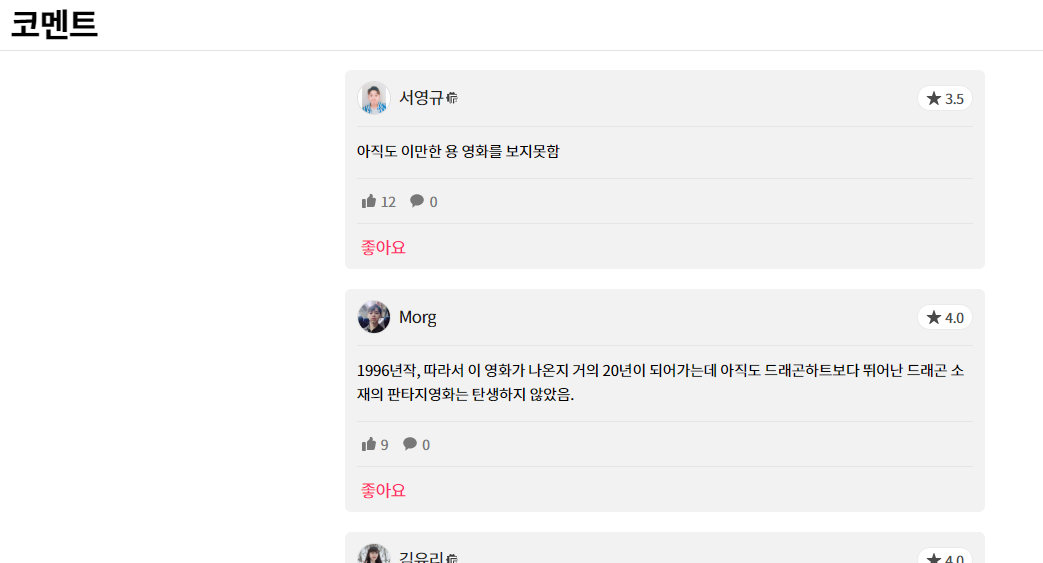 코멘트
서영규
3.5
아직도 이만한 용 영화를 보지못함
12 0
좋아요
Morg
4.0
1996년작, 따라서 이 영화가 나온지 거의 20년이 되어가는데 아직도 드래곤하트보다 뛰어난 드래곤 소
재의 판타지영화는 탄생하지 않았음.
9 0
좋아요
김유리
4.0